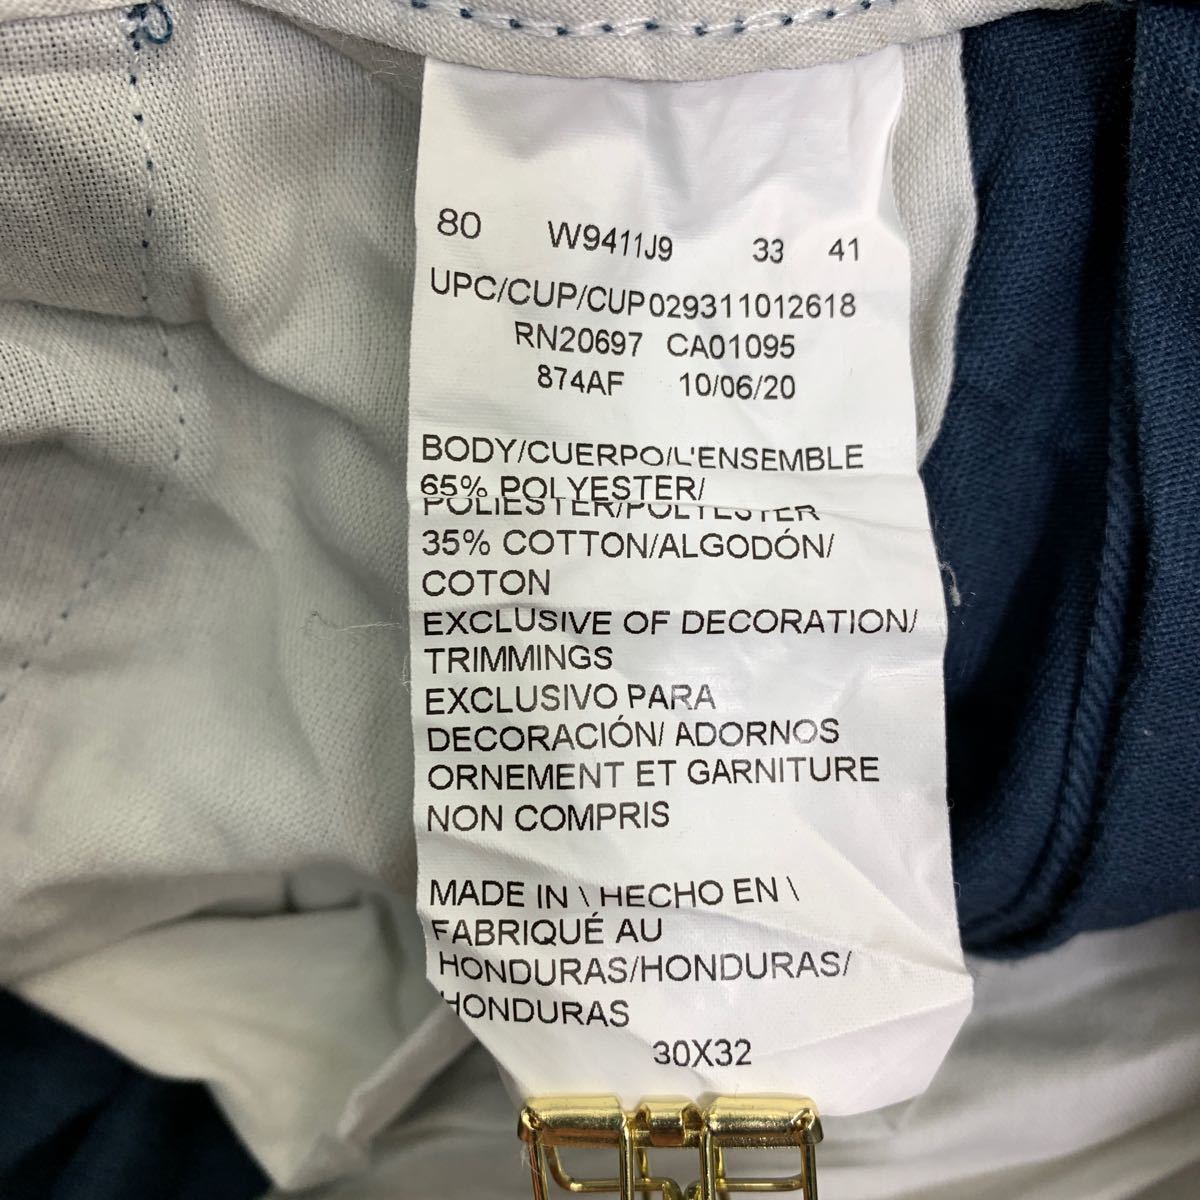 80 W9411J9 33 41
UPC/CUP/CUP029311012618
RN20697 CA01095
874AF 10/06/20
BODY/CUERPO/L'ENSEMBLE
65% POLYESTER/
POLIESTER/POLYESTER
35% COTTON/ALGODÓN/
COTON
EXCLUSIVE OF DECORATION/
TRIMMINGS
EXCLUSIVO PARA
DECORACIÓN/ ADORNOS
ORNEMENT ET GARNITURE
NON COMPRIS
MADE IN \ HECHO EN \
FABRIQUÉ AU
HONDURAS/HONDURAS/
HONDURAS
30X32